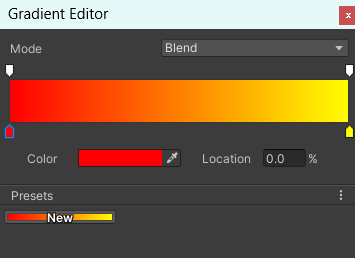 Gradient Editor x
Mode Blend
Color Location 0.0 %
Presets
New